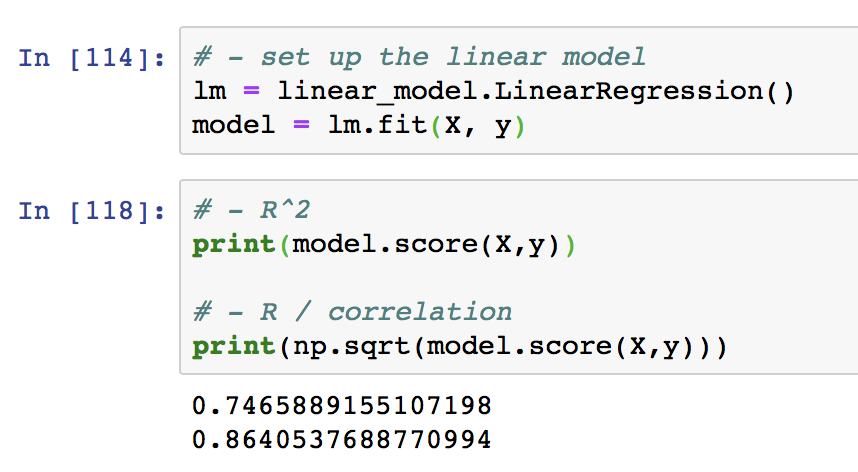 In [114]: # - set up the linear model
lm = linear_model.LinearRegression()
model = lm.fit(X, y)
In [118]: # - R^2
print(model.score(X,y))
# - R / correlation
print(np.sqrt(model.score(X,y)))
0.7465889155107198
0.8640537688770994